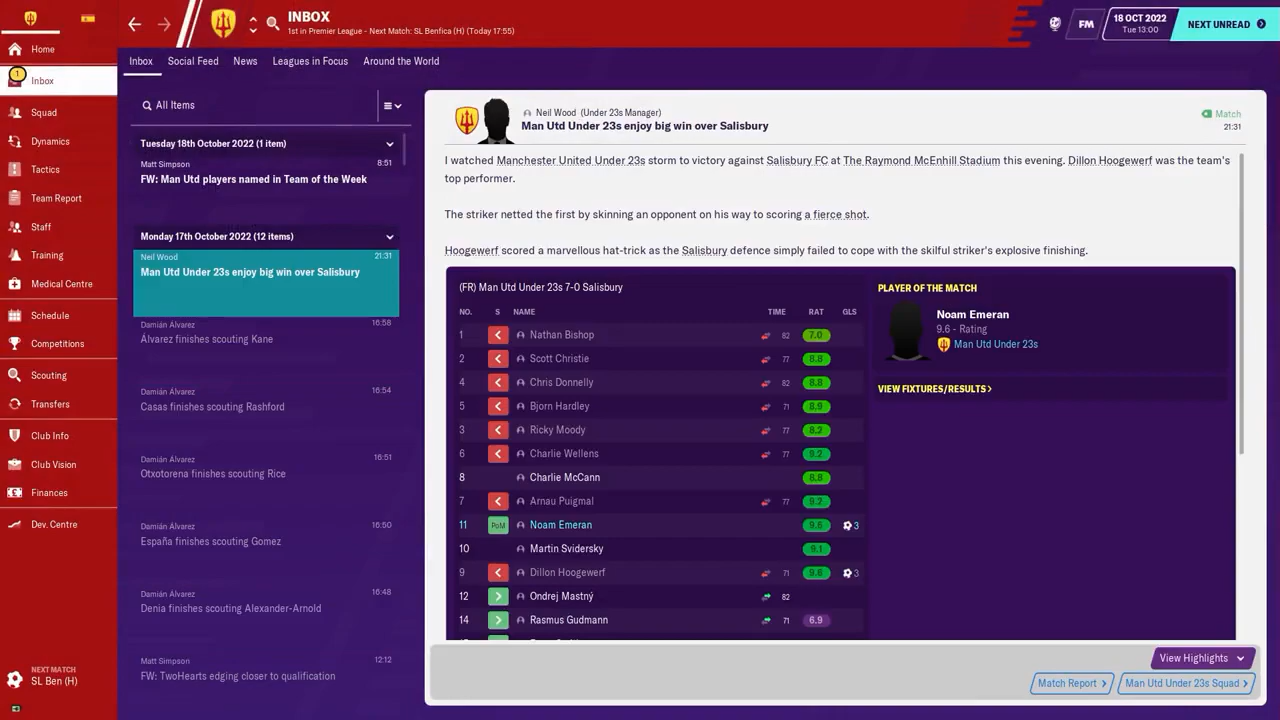 INBOX
1st in Premier League - Next Match: SL Benfica (H) (Today 17:55)
FM
18 OCT 2022
Tue 13:00
NEXT UNREAD
Home
1
Inbox
Squad
Dynamics
Tactics
Team Report
Staff
Training
Medical Centre
Schedule
Competitions
Scouting
Transfers
Club Info
Club Vision
Finances
Dev. Centre
NEXT MATCH
SL Ben (H)
Inbox
Social Feed
News
Leagues in Focus
Around the World
All Items
Tuesday 18th October 2022 (1 item)
Matt Simpson 8:51
FW: Man Utd players named in Team of the Week
Monday 17th October 2022 (12 items)
Neil Wood 21:31
Man Utd Under 23s enjoy big win over Salisbury
Damián Álvarez 16:58
Álvarez finishes scouting Kane
Damián Álvarez 16:54
Casas finishes scouting Rashford
Damián Álvarez 16:51
Otxotorena finishes scouting Rice
Damián Álvarez 16:50
España finishes scouting Gomez
Damián Álvarez 16:48
Denia finishes scouting Alexander-Arnold
Matt Simpson 12:12
FW: TwoHearts edging closer to qualification
Neil Wood (Under 23s Manager)
Man Utd Under 23s enjoy big win over Salisbury
Match
21:31
I watched Manchester United Under 23s storm to victory against Salisbury FC at The Raymond McEnhill Stadium this evening. Dillon Hoogewerf was the team's
top performer.
The striker netted the first by skinning an opponent on his way to scoring a fierce shot.
Hoogewerf scored a marvellous hat-trick as the Salisbury defence simply failed to cope with the skilful striker's explosive finishing.
(FR) Man Utd Under 23s 7-0 Salisbury
NO. S NAME TIME RAT GLS
1 Nathan Bishop 82 7.0
2 Scott Christie 77 8.8
4 Chris Donnelly 82 8.8
5 Bjorn Hardley 71 8.9
3 Ricky Moody 77 8.2
6 Charlie Wellens 77 9.2
8 Charlie McCann 8.8
7 Arnau Puigmal 77 9.2
11 PoM Noam Emeran 9.6 3
10 Martin Svidersky 9.1
9 Dillon Hoogewerf 71 9.6 3
12 Ondrej Mastný 82
14 Rasmus Gudmann 71 6.9
PLAYER OF THE MATCH
Noam Emeran
9.6 - Rating
Man Utd Under 23s
VIEW FIXTURES/RESULTS>
View Highlights
Match Report
Man Utd Under 23s Squad